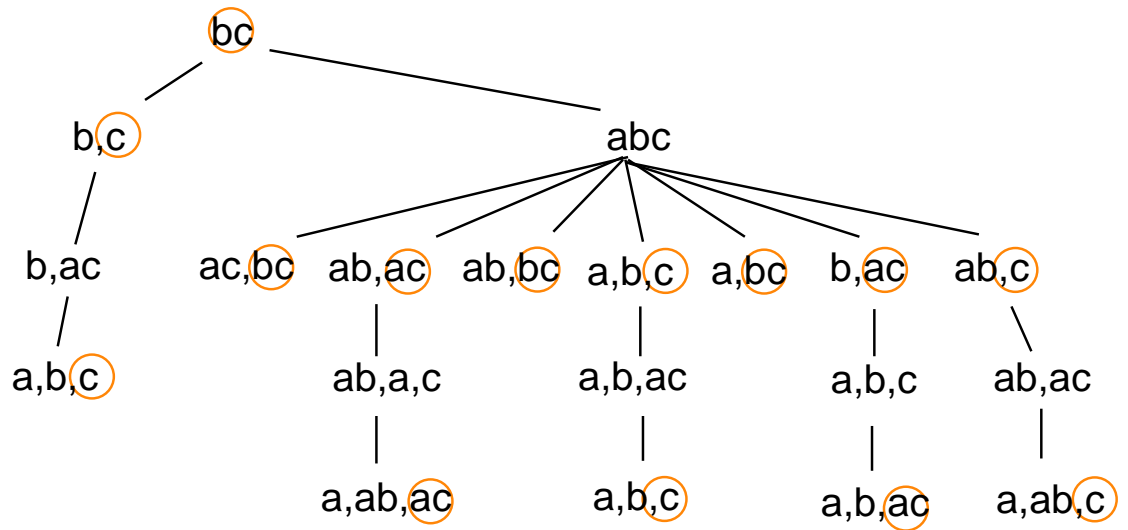 bc
b,c abc
b,ac ac,bc ab,ac ab,bc a,b,c a,bc b,ac ab,c
a,b,c ab,a,c a,b,ac a,b,c ab,ac
a,ab,ac a,b,c a,b,ac a,ab,c